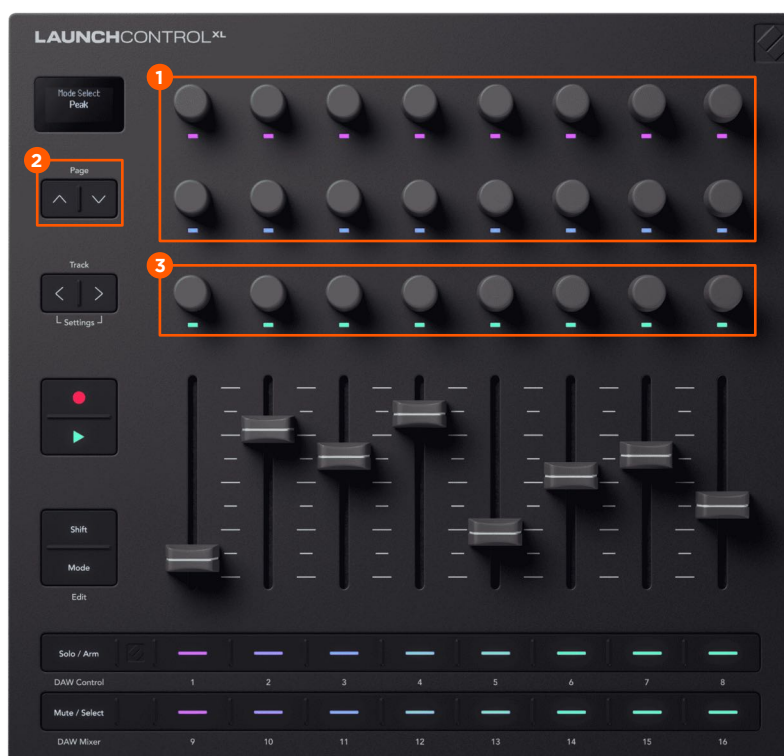 LAUNCHCONTROL XL
Mode Select
Peak
1
2
Page
3
Track
Settings
Shift
Mode
Edit
Solo / Arm
DAW Control 1 2 3 4 5 6 7 8
Mute / Select
DAW Mixer 9 10 11 12 13 14 15 16